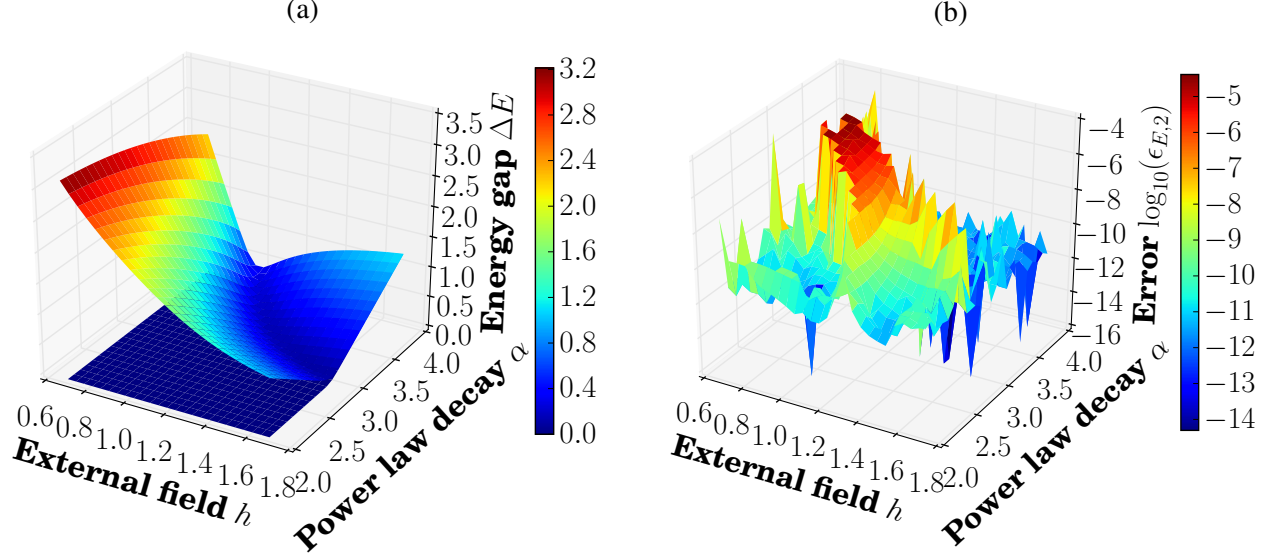 (a)
3.5
3.0
2.5
2.0
1.5
1.0
0.5
0.0
Energy gap ΔE
3.2
2.8
2.4
2.0
1.6
1.2
0.8
0.4
0.0
0.6 0.8 1.0 1.2 1.4 1.6 1.8
External field h
2.0 2.5 3.0 3.5 4.0
Power law decay α
(b)
−4
−6
−8
−10
−12
−14
−16
Error log₁₀(ϵ_{E,2})
−5
−6
−7
−8
−9
−10
−11
−12
−13
−14
0.6 0.8 1.0 1.2 1.4 1.6 1.8
External field h
2.0 2.5 3.0 3.5 4.0
Power law decay α